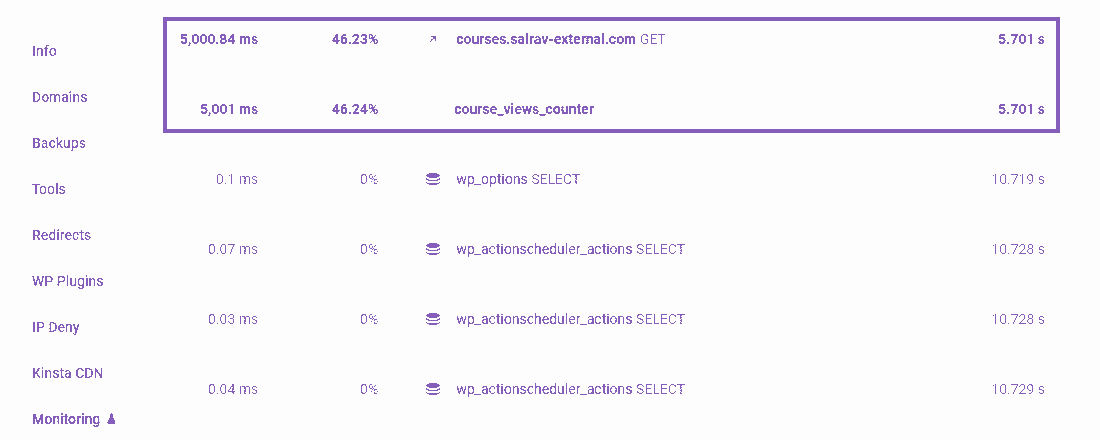 Info
Domains
Backups
Tools
Redirects
WP Plugins
IP Deny
Kinsta CDN
Monitoring
5,000.84 ms 46.23% courses.salrav-external.com GET 5.701 s
5,001 ms 46.24% course_views_counter 5.701 s
0.1 ms 0% wp_options SELECT 10.719 s
0.07 ms 0% wp_actionscheduler_actions SELECT 10.728 s
0.03 ms 0% wp_actionscheduler_actions SELECT 10.728 s
0.04 ms 0% wp_actionscheduler_actions SELECT 10.729 s